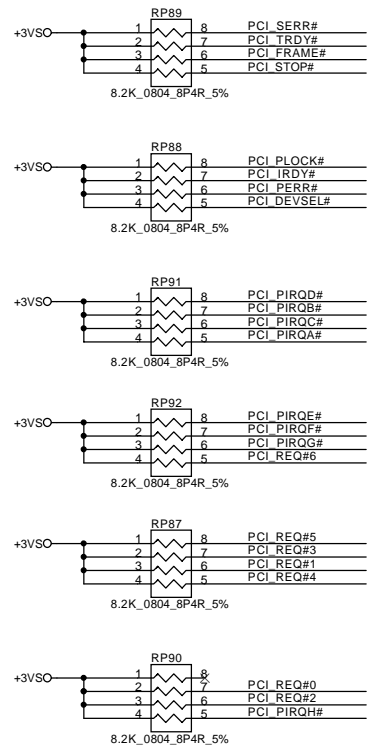 RP89
+3VS 1 8 PCI_SERR#
2 7 PCI_TRDY#
3 6 PCI_FRAME#
4 5 PCI_STOP#
8.2K_0804_8P4R_5%
RP88
+3VS 1 8 PCI_PLOCK#
2 7 PCI_IRDY#
3 6 PCI_PERR#
4 5 PCI_DEVSEL#
8.2K_0804_8P4R_5%
RP91
+3VS 1 8 PCI_PIRQD#
2 7 PCI_PIRQB#
3 6 PCI_PIRQC#
4 5 PCI_PIRQA#
8.2K_0804_8P4R_5%
RP92
+3VS 1 8 PCI_PIRQE#
2 7 PCI_PIRQF#
3 6 PCI_PIRQG#
4 5 PCI_REQ#6
8.2K_0804_8P4R_5%
RP87
+3VS 1 8 PCI_REQ#5
2 7 PCI_REQ#3
3 6 PCI_REQ#1
4 5 PCI_REQ#4
8.2K_0804_8P4R_5%
RP90
+3VS 1 8
2 7 PCI_REQ#0
3 6 PCI_REQ#2
4 5 PCI_PIRQH#
8.2K_0804_8P4R_5%